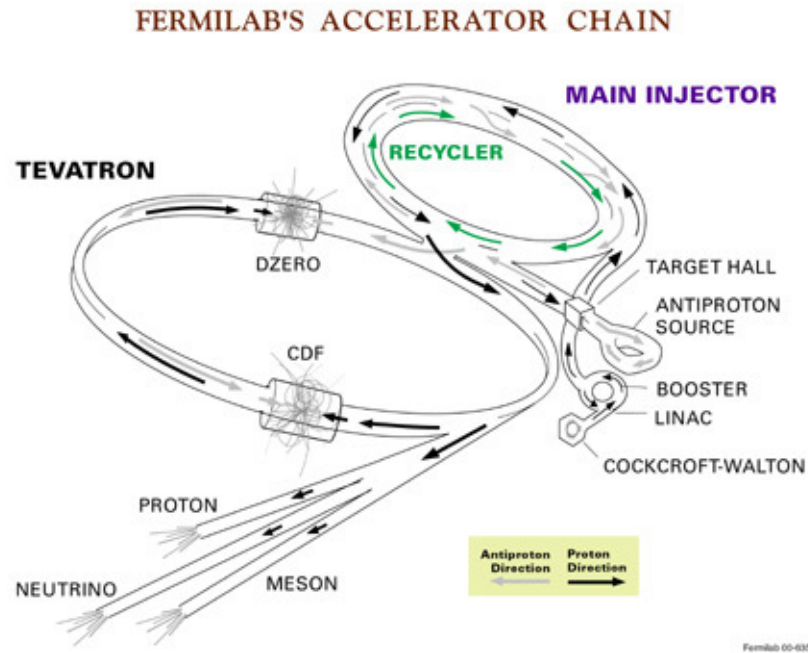 FERMILAB'S ACCELERATOR CHAIN
MAIN INJECTOR
RECYCLER
TEVATRON
DZERO
TARGET HALL
ANTIPROTON
SOURCE
CDF
BOOSTER
LINAC
COCKCROFT-WALTON
PROTON
NEUTRINO
MESON
Antiproton
Direction
Proton
Direction